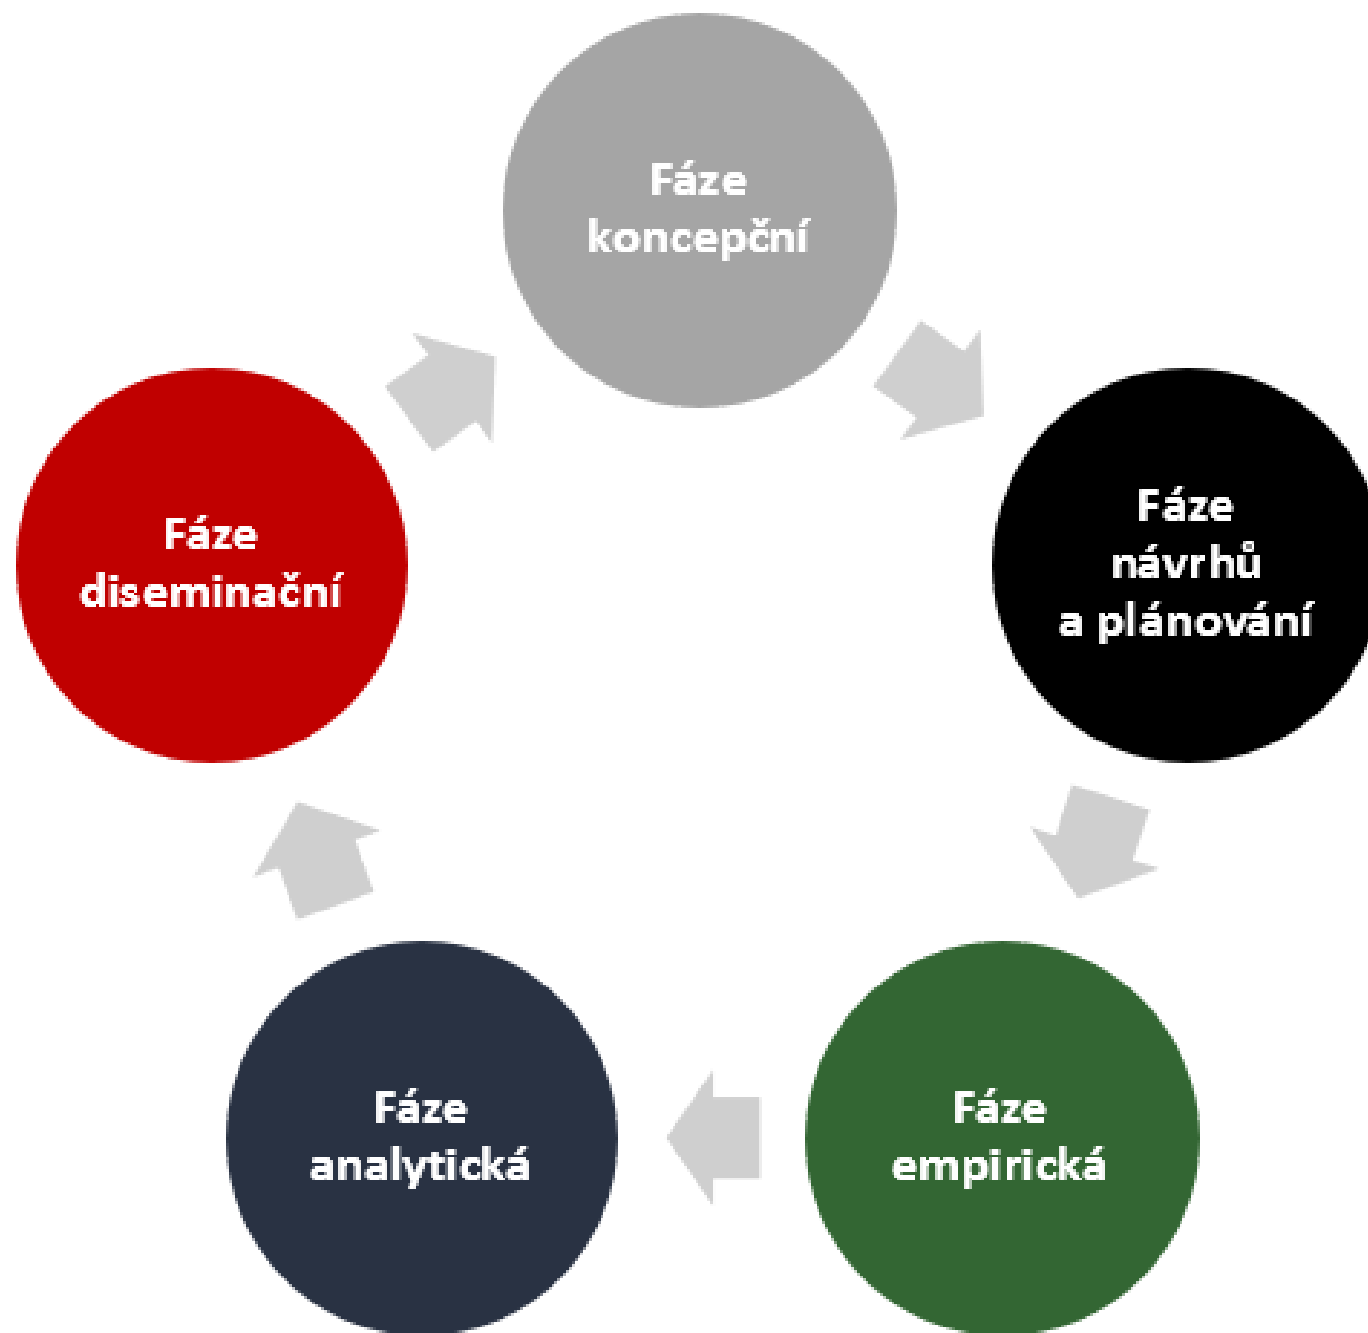 Fáze
koncepční
Fáze
návrhů
a plánování
Fáze
empirická
Fáze
analytická
Fáze
diseminační